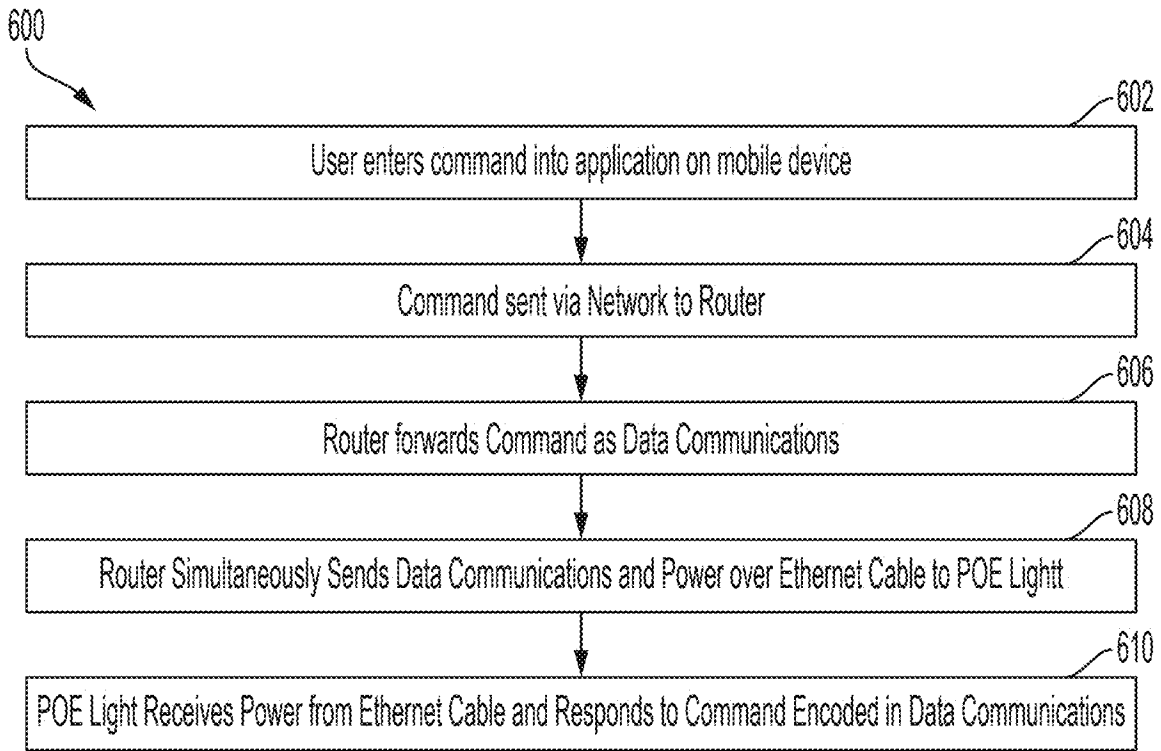 600
602
User enters command into application on mobile device
604
Command sent via Network to Router
606
Router forwards Command as Data Communications
608
Router Simultaneously Sends Data Communications and Power over Ethernet Cable to POE Lightt
610
POE Light Receives Power from Ethernet Cable and Responds to Command Encoded in Data Communications